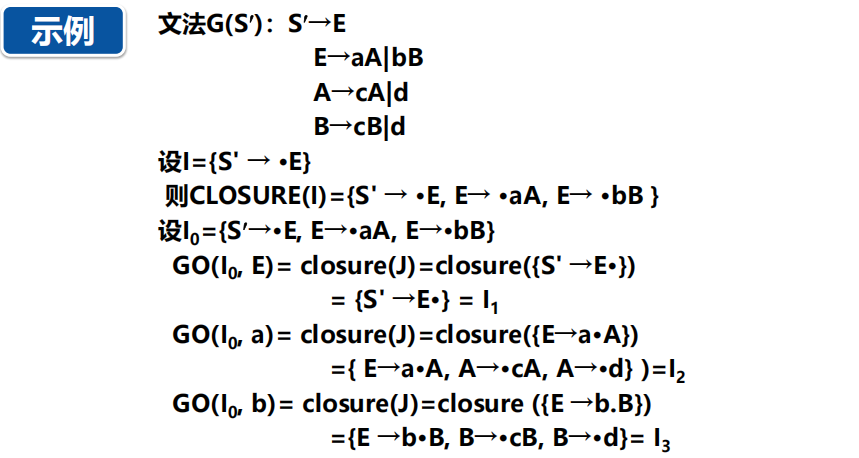 示例
文法G(S′)：S′→E
E→aA|bB
A→cA|d
B→cB|d
设I={S' → •E}
则CLOSURE(I)={S' → •E, E→ •aA, E→ •bB }
设I₀={S′→•E, E→•aA, E→•bB}
GO(I₀, E)= closure(J)=closure({S' →E•})
= {S' →E•} = I₁
GO(I₀, a)= closure(J)=closure({E→a•A})
={ E→a•A, A→•cA, A→•d} )=I₂
GO(I₀, b)= closure(J)=closure ({E →b.B})
={E →b•B, B→•cB, B→•d}= I₃